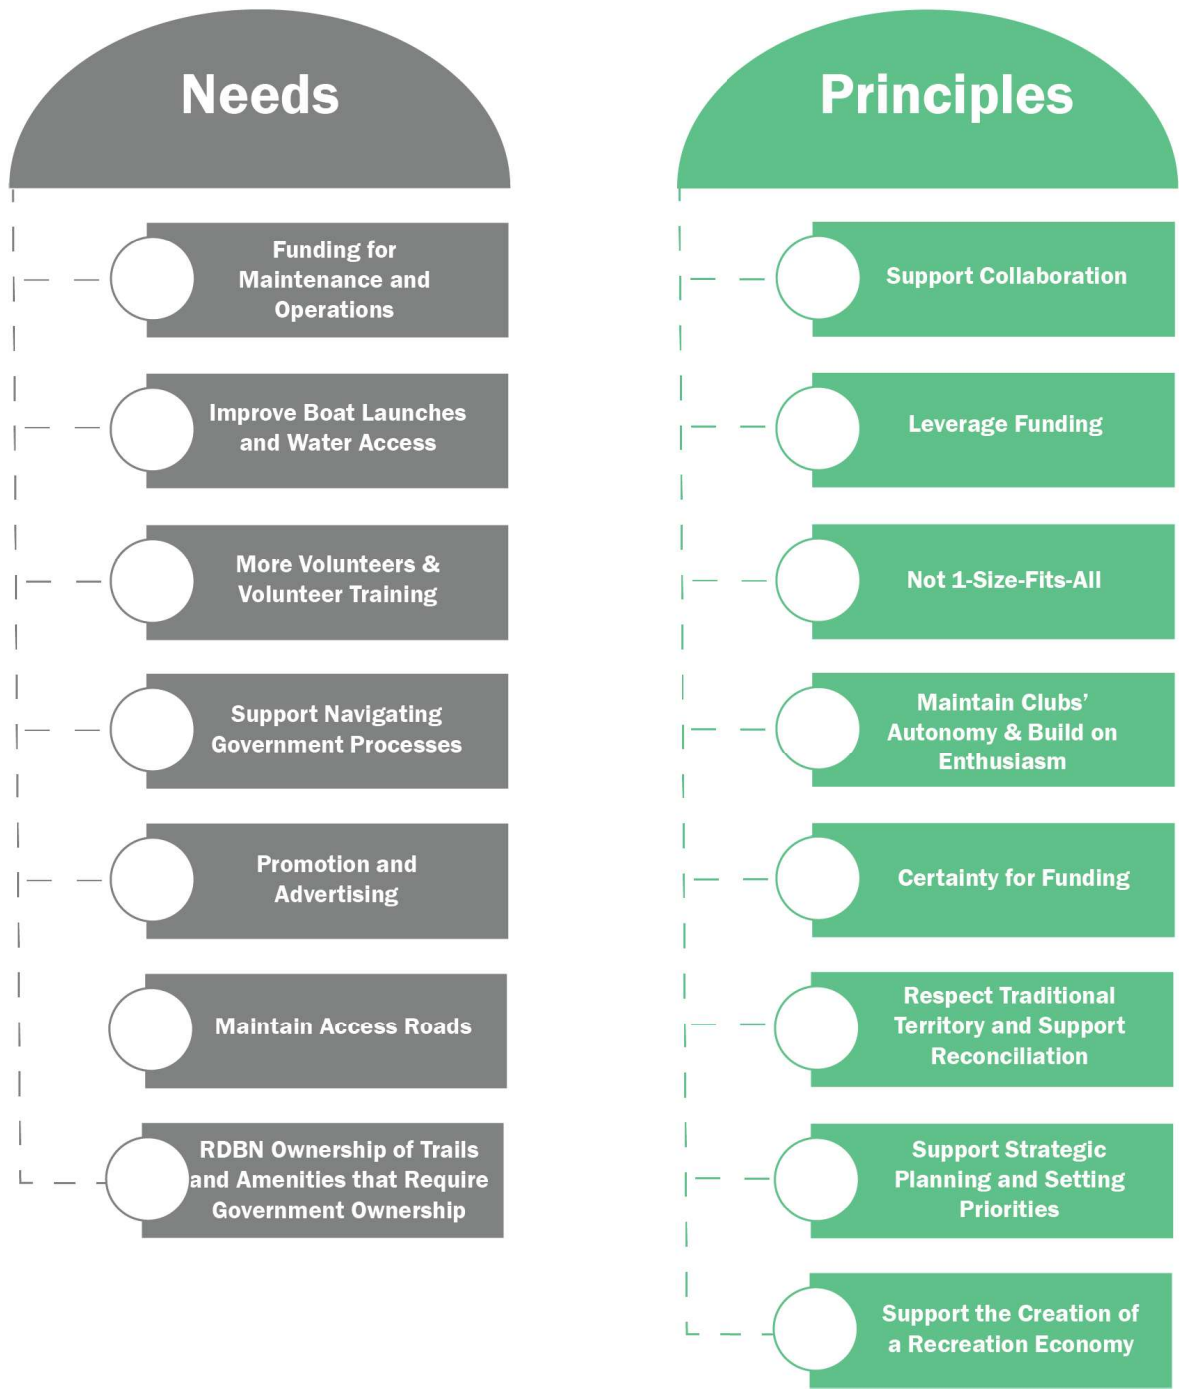 Needs
Funding for
Maintenance and
Operations
Improve Boat Launches
and Water Access
More Volunteers &
Volunteer Training
Support Navigating
Government Processes
Promotion and
Advertising
Maintain Access Roads
RDBN Ownership of Trails
and Amenities that Require
Government Ownership
Principles
Support Collaboration
Leverage Funding
Not 1-Size-Fits-All
Maintain Clubs’
Autonomy & Build on
Enthusiasm
Certainty for Funding
Respect Traditional
Territory and Support
Reconciliation
Support Strategic
Planning and Setting
Priorities
Support the Creation of
a Recreation Economy